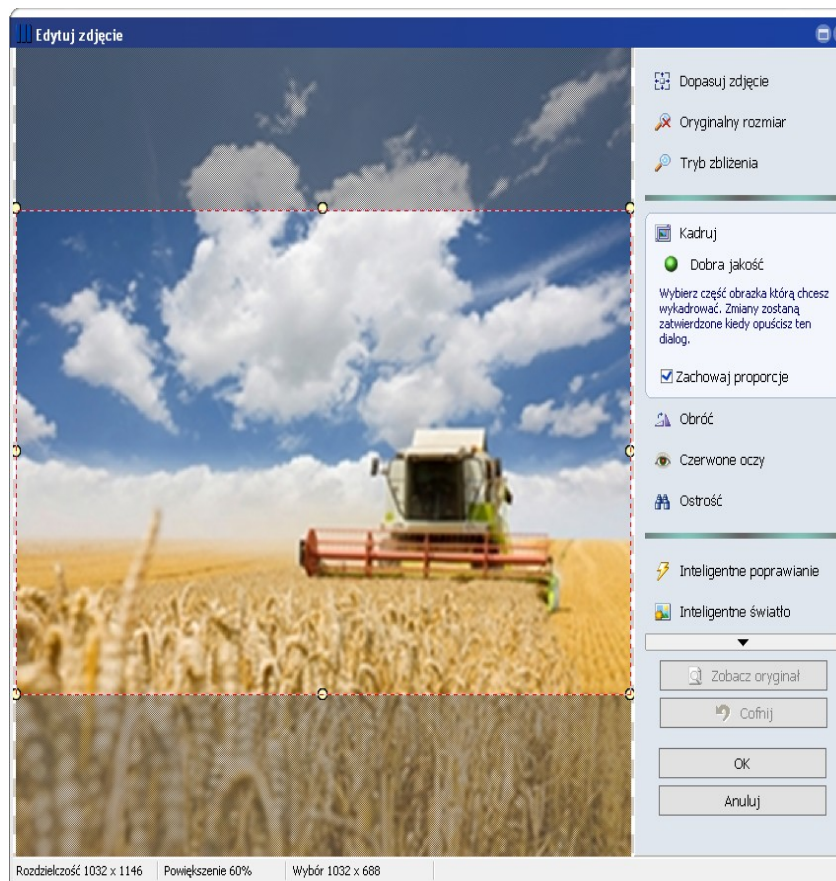 Edytuj zdjęcie
Dopasuj zdjęcie
Oryginalny rozmiar
Tryb zbliżenia
Kadruj
Dobra jakość
Wybierz część obrazka którą chcesz
wykadrować. Zmiany zostaną
zatwierdzone kiedy opuścisz ten
dialog.
Zachowaj proporcje
Obróć
Czerwone oczy
Ostrość
Inteligentne poprawianie
Inteligentne światło
Zobacz oryginał
Cofnij
OK
Anuluj
Rozdzielczość 1032 x 1146 Powiększenie 60% Wybór 1032 x 688